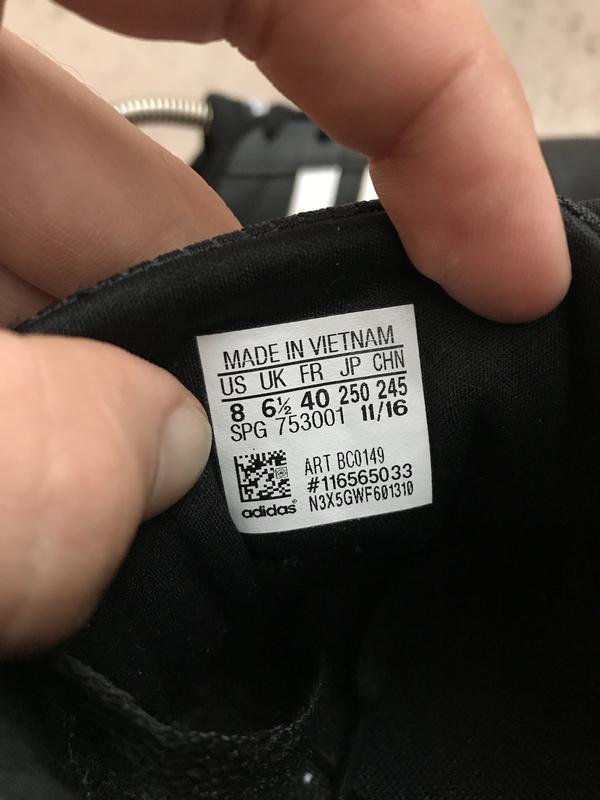 MADE IN VIETNAM
US UK FR JP CHN
8 6½ 40 250 245
SPG 753001 11/16
ART BC0149
#116565033
N3X5GWF601310
adidas